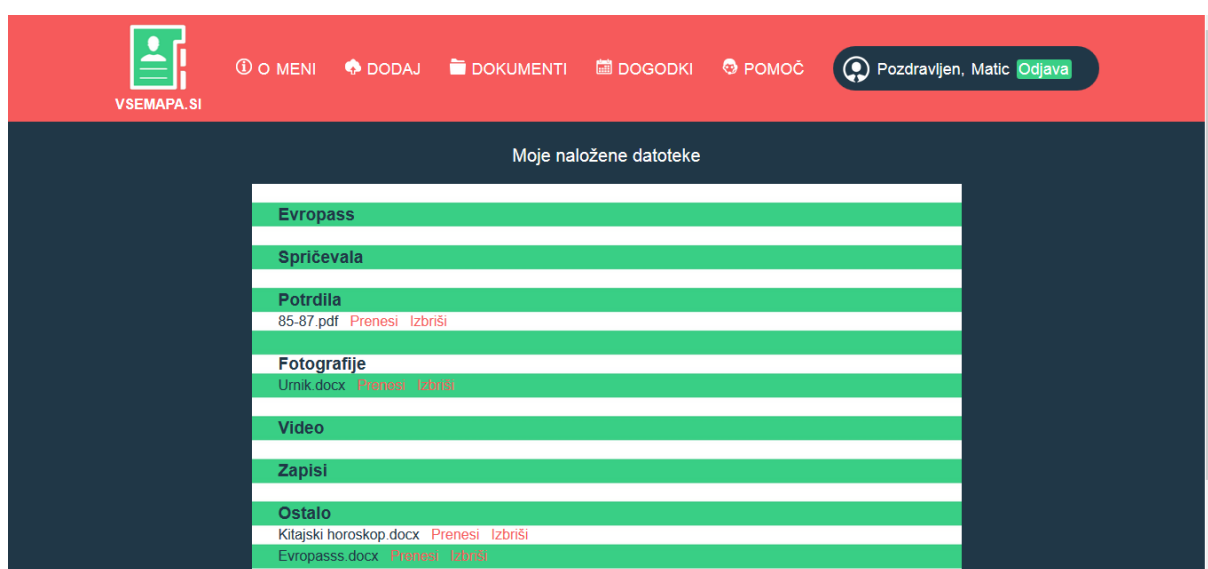 VSEMAPA.SI
O MENI DODAJ DOKUMENTI DOGODKI POMOČ Pozdravljen, Matic Odjava
Moje naložene datoteke
Evropass
Spričevala
Potrdila
85-87.pdf Prenesi Izbriši
Fotografije
Urnik.docx Prenesi Izbriši
Video
Zapisi
Ostalo
Kitajski horoskop.docx Prenesi Izbriši
Evropasss.docx Prenesi Izbriši